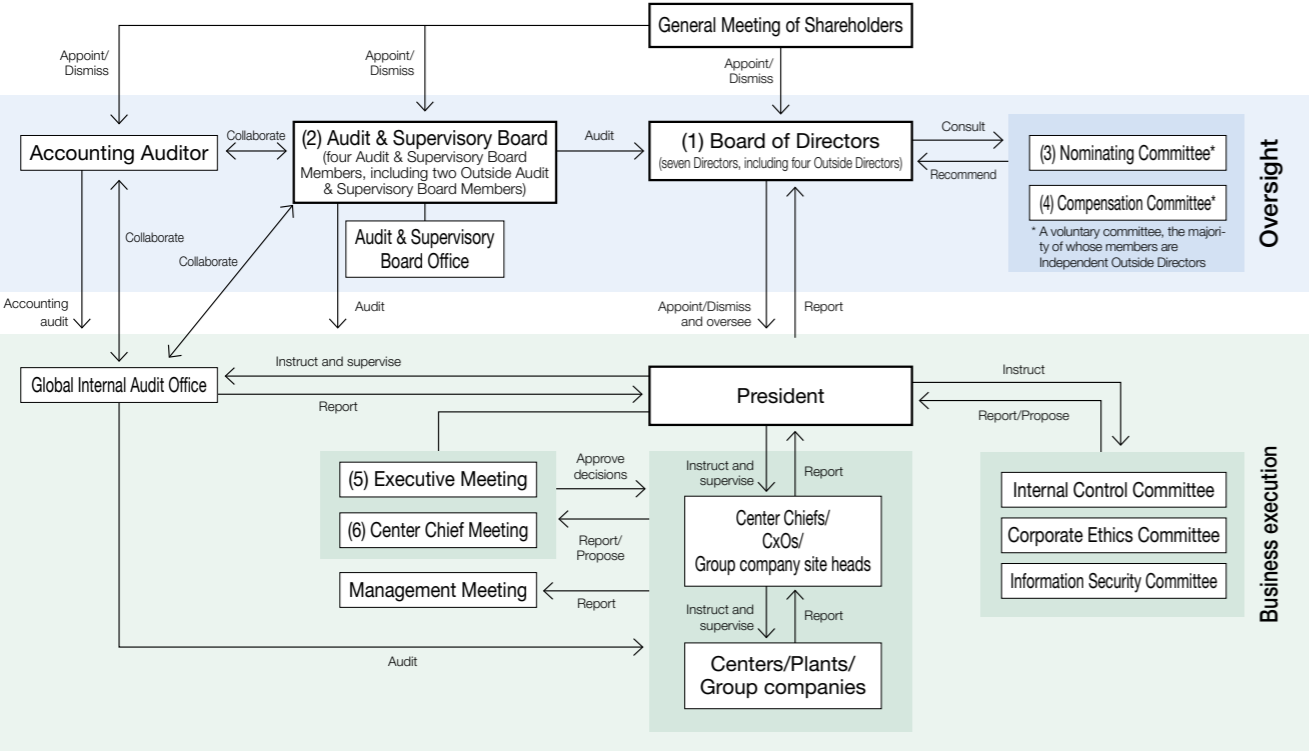 General Meeting of Shareholders
Appoint/
Dismiss
Appoint/
Dismiss
Appoint/
Dismiss
Accounting Auditor
Collaborate
(2) Audit & Supervisory Board
(four Audit & Supervisory Board
Members, including two Outside Audit
& Supervisory Board Members)
Audit
(1) Board of Directors
(seven Directors, including four Outside Directors)
Consult
Recommend
(3) Nominating Committee*
(4) Compensation Committee*
* A voluntary committee, the majori-
ty of whose members are
Independent Outside Directors
Oversight
Audit & Supervisory
Board Office
Collaborate
Collaborate
Accounting
audit
Audit
Appoint/Dismiss
and oversee
Report
Global Internal Audit Office
Instruct and supervise
Report
President
Instruct
Report/Propose
(5) Executive Meeting
(6) Center Chief Meeting
Approve
decisions
Report/
Propose
Management Meeting
Report
Instruct and
supervise
Report
Center Chiefs/
CxOs/
Group company site heads
Instruct and
supervise
Report
Centers/Plants/
Group companies
Audit
Internal Control Committee
Corporate Ethics Committee
Information Security Committee
Business execution